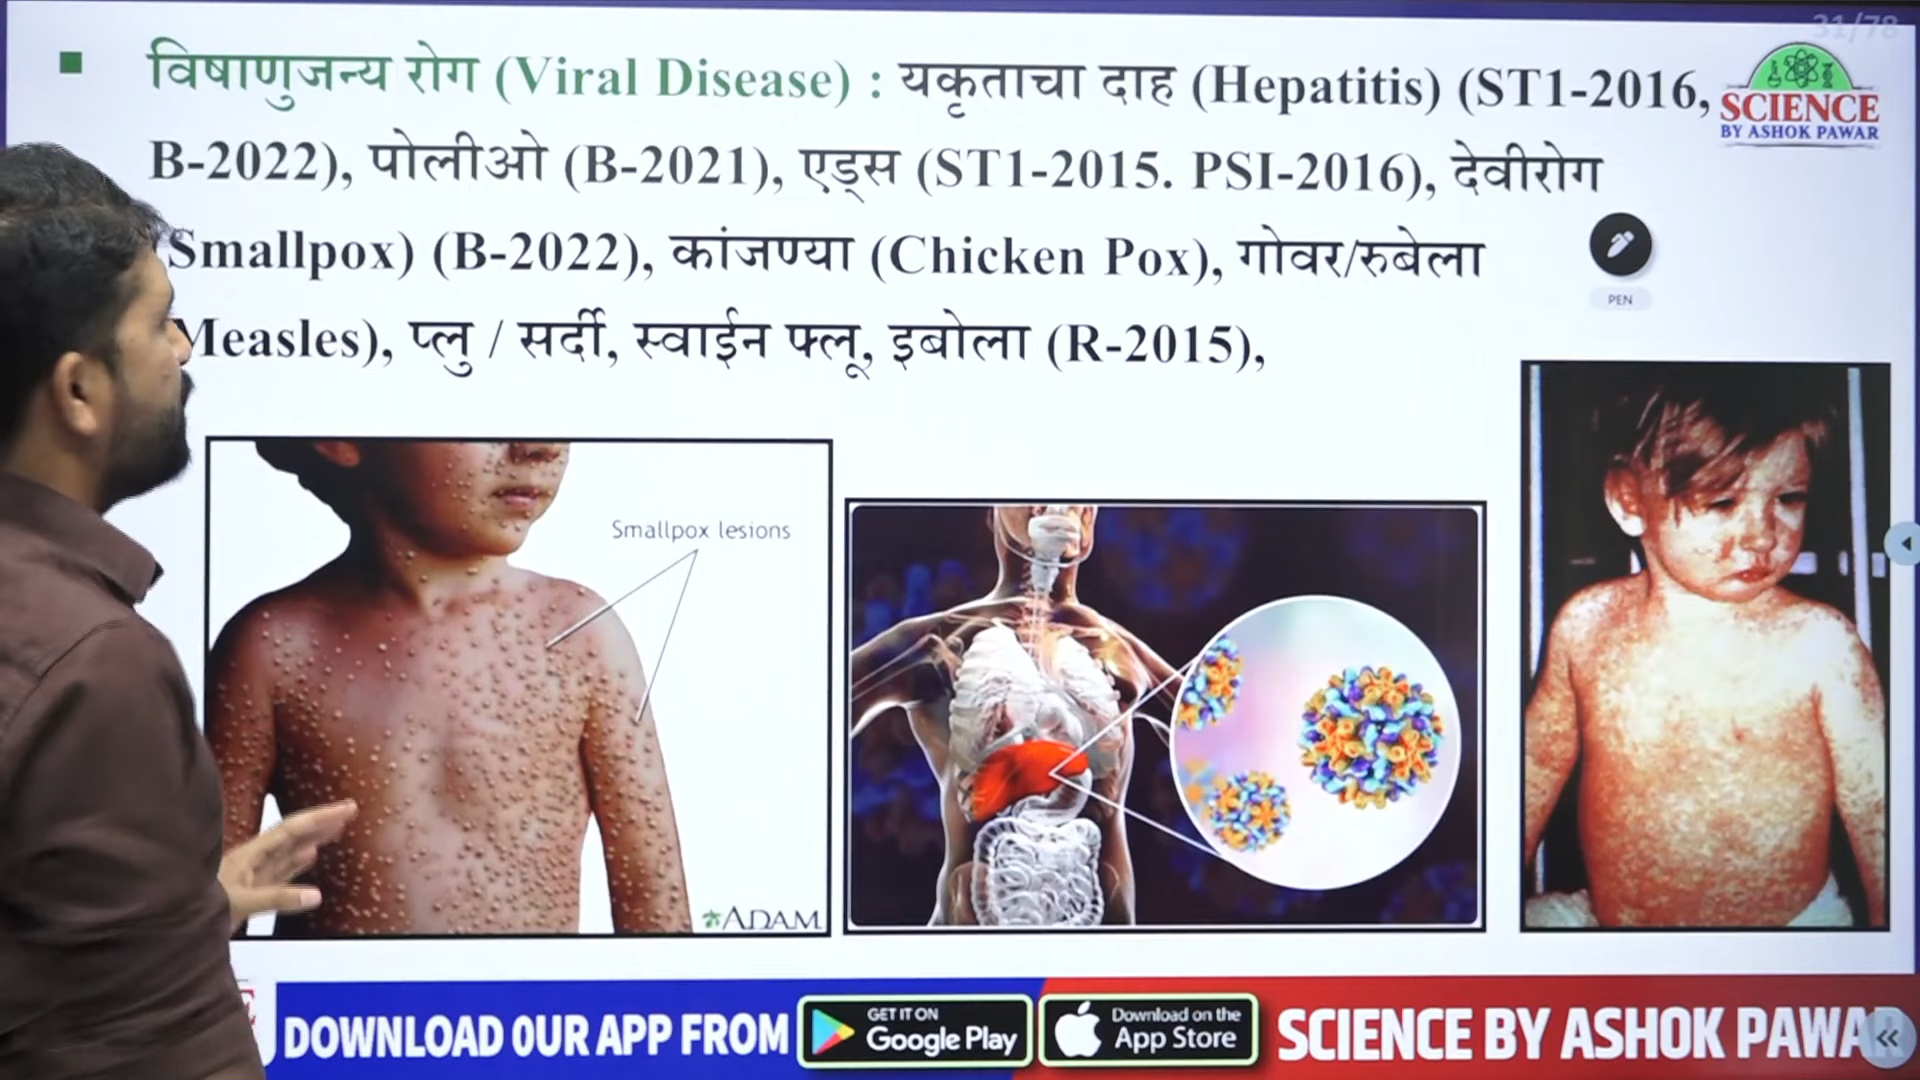 31/78
विषाणुजन्य रोग (Viral Disease) : यकृताचा दाह (Hepatitis) (ST1-2016,
SCIENCE
BY ASHOK PAWAR
B-2022), पोलीओ (B-2021), एड्स (ST1-2015. PSI-2016), देवीरोग
Smallpox) (B-2022), कांजण्या (Chicken Pox), गोवर/रुबेला
PEN
Measles), प्लु / सर्दी, स्वाईन फ्लू, इबोला (R-2015),
Smallpox lesions
ADAM
DOWNLOAD OUR APP FROM
GET IT ON
Google Play
Download on the
App Store
SCIENCE BY ASHOK PAWAR